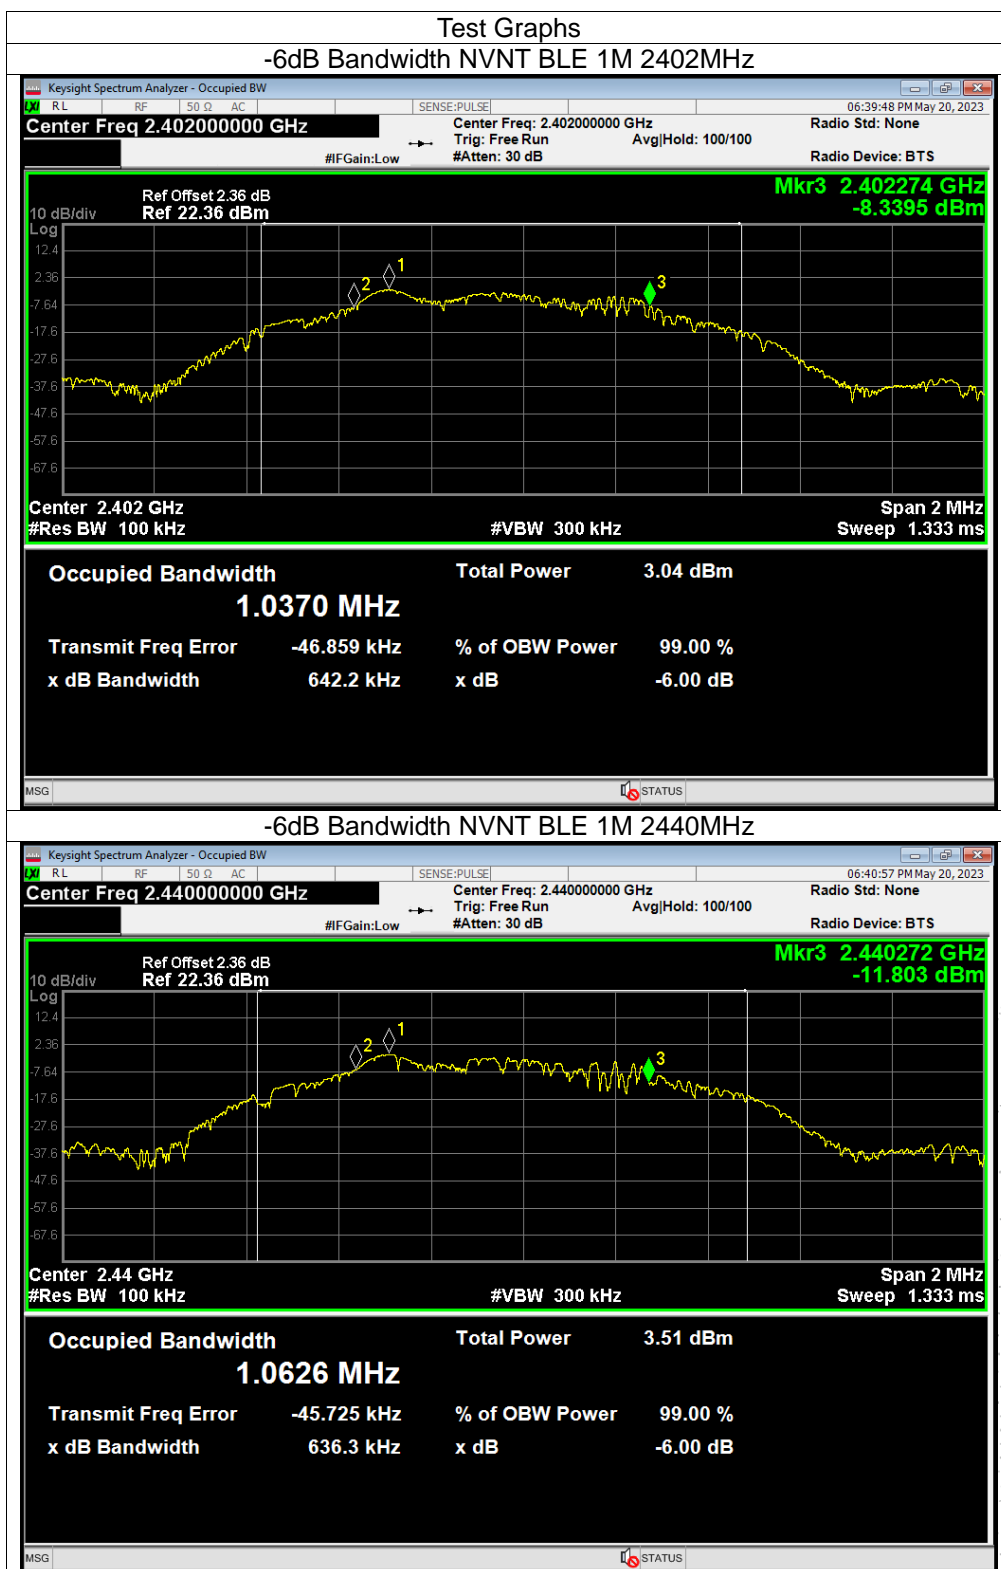 Test Graphs
-6dB Bandwidth NVNT BLE 1M 2402MHz
Keysight Spectrum Analyzer - Occupied BW
LXI RL RF 50 Ω AC SENSE:PULSE 06:39:48 PM May 20, 2023
Center Freq 2.402000000 GHz Center Freq: 2.402000000 GHz Radio Std: None
Trig: Free Run Avg|Hold: 100/100
#IFGain:Low #Atten: 30 dB Radio Device: BTS
Mkr3 2.402274 GHz
-8.3395 dBm
Ref Offset 2.36 dB
10 dB/div Ref 22.36 dBm
Log
12.4
2.36
-7.64
-17.6
-27.6
-37.6
-47.6
-57.6
-67.6
1
2
3
Center 2.402 GHz Span 2 MHz
#Res BW 100 kHz #VBW 300 kHz Sweep 1.333 ms
Occupied Bandwidth Total Power 3.04 dBm
1.0370 MHz
Transmit Freq Error -46.859 kHz % of OBW Power 99.00 %
x dB Bandwidth 642.2 kHz x dB -6.00 dB
MSG STATUS
-6dB Bandwidth NVNT BLE 1M 2440MHz
Keysight Spectrum Analyzer - Occupied BW
LXI RL RF 50 Ω AC SENSE:PULSE 06:40:57 PM May 20, 2023
Center Freq 2.440000000 GHz Center Freq: 2.440000000 GHz Radio Std: None
Trig: Free Run Avg|Hold: 100/100
#IFGain:Low #Atten: 30 dB Radio Device: BTS
Mkr3 2.440272 GHz
-11.803 dBm
Ref Offset 2.36 dB
10 dB/div Ref 22.36 dBm
Log
12.4
2.36
-7.64
-17.6
-27.6
-37.6
-47.6
-57.6
-67.6
1
2
3
Center 2.44 GHz Span 2 MHz
#Res BW 100 kHz #VBW 300 kHz Sweep 1.333 ms
Occupied Bandwidth Total Power 3.51 dBm
1.0626 MHz
Transmit Freq Error -45.725 kHz % of OBW Power 99.00 %
x dB Bandwidth 636.3 kHz x dB -6.00 dB
MSG STATUS